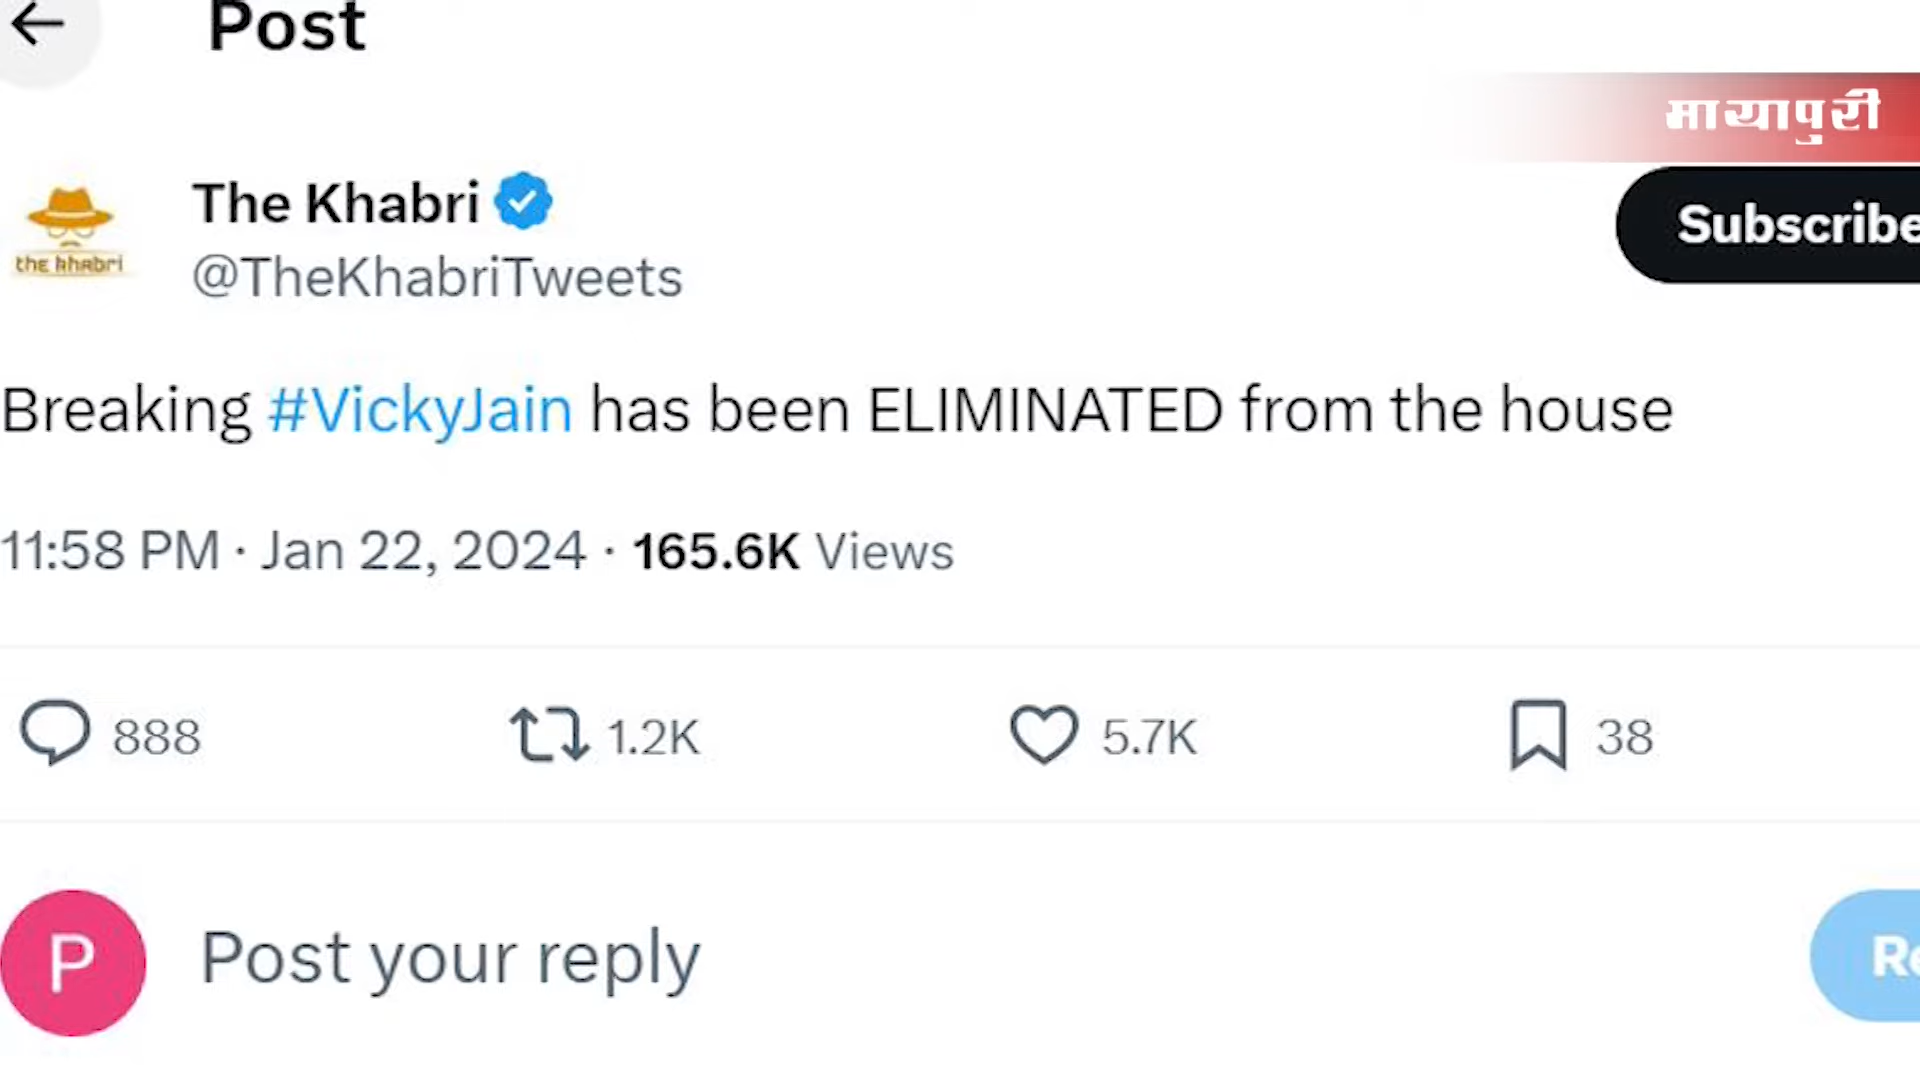 Post
मायापुरी
The Khabri
Subscribe
the khabri
@TheKhabriTweets
Breaking #VickyJain has been ELIMINATED from the house
11:58 PM · Jan 22, 2024 · 165.6K Views
888 1.2K 5.7K 38
P
Post your reply
Re